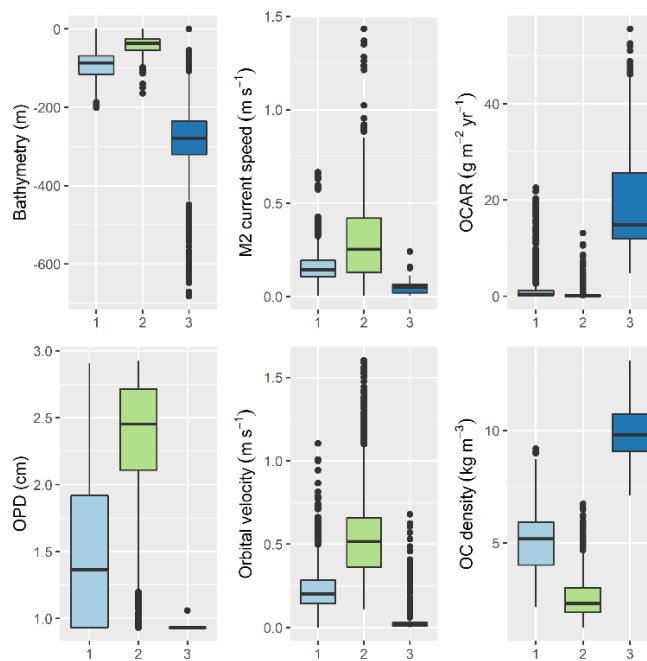 Bathymetry (m)
0
-200
-400
-600
1 2 3
M2 current speed (m s⁻¹)
1.5
1.0
0.5
0.0
1 2 3
OCAR (g m⁻² yr⁻¹)
40
20
0
1 2 3
OPD (cm)
3.0
2.5
2.0
1.5
1.0
1 2 3
Orbital velocity (m s⁻¹)
1.5
1.0
0.5
0.0
1 2 3
OC density (kg m⁻³)
10
5
1 2 3